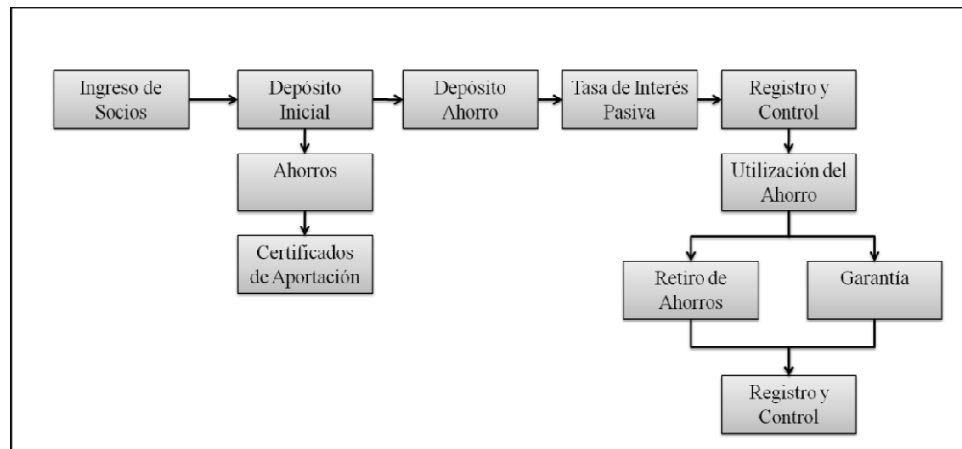 Ingreso de
Socios
Depósito
Inicial
Depósito
Ahorro
Tasa de Interés
Pasiva
Registro y
Control
Ahorros
Utilización del
Ahorro
Certificados
de Aportación
Retiro de
Ahorros
Garantía
Registro y
Control